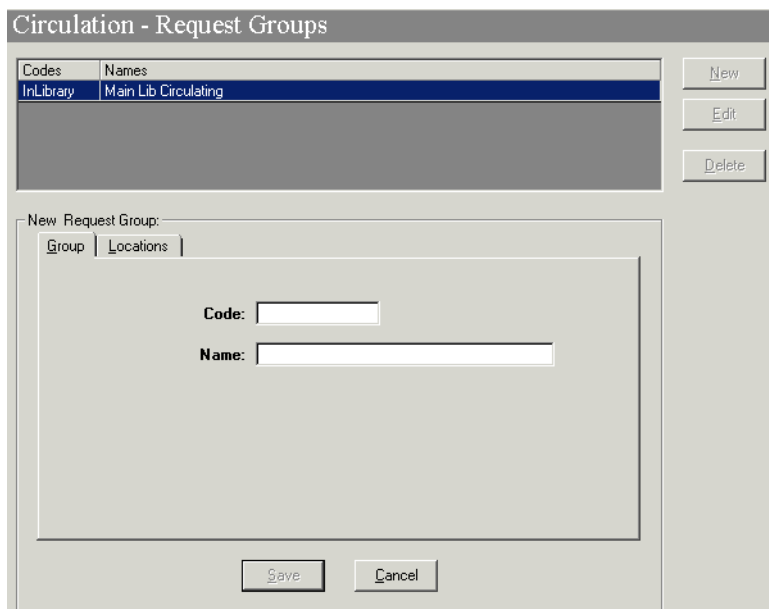 Circulation - Request Groups
Codes Names
InLibrary Main Lib Circulating
New
Edit
Delete
New Request Group:
Group Locations
Code:
Name:
Save Cancel